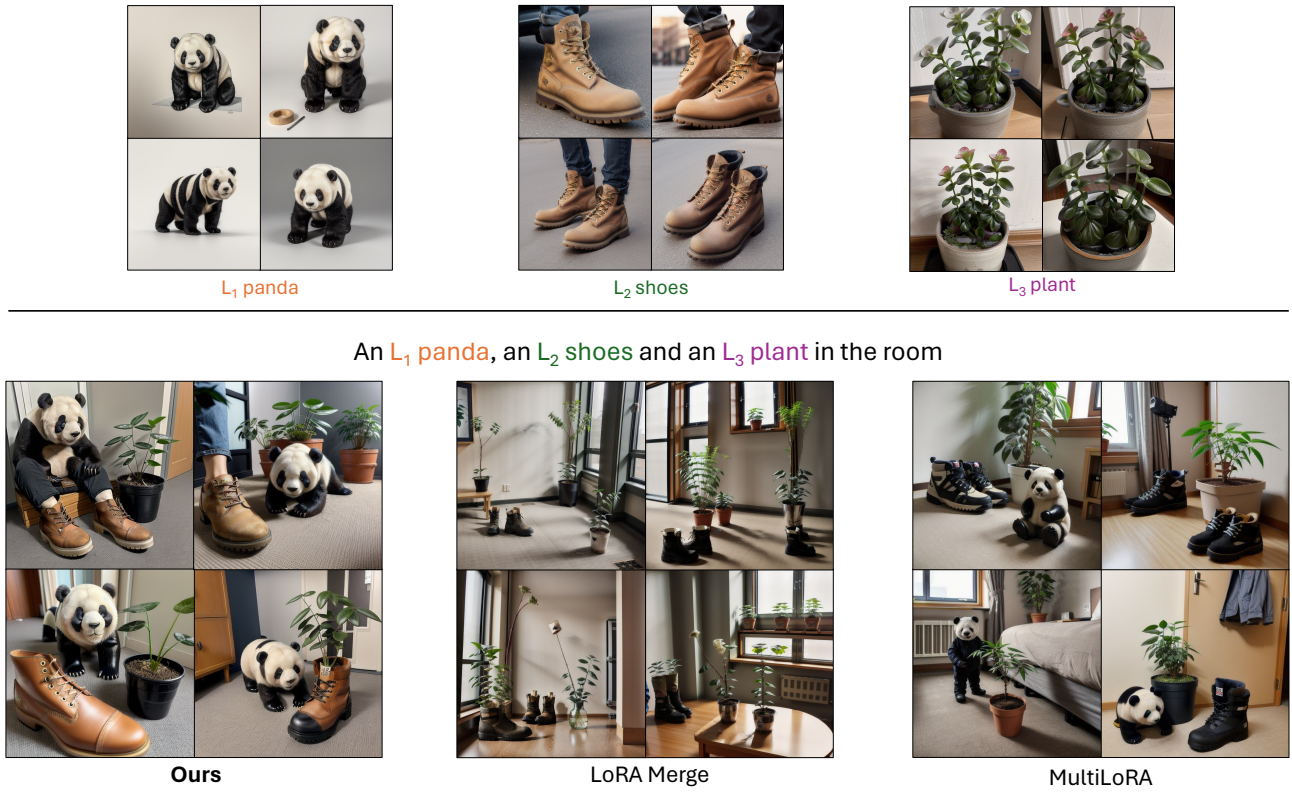 L₁ panda
L₂ shoes
L₃ plant
An L₁ panda, an L₂ shoes and an L₃ plant in the room
Ours
LoRA Merge
MultiLoRA